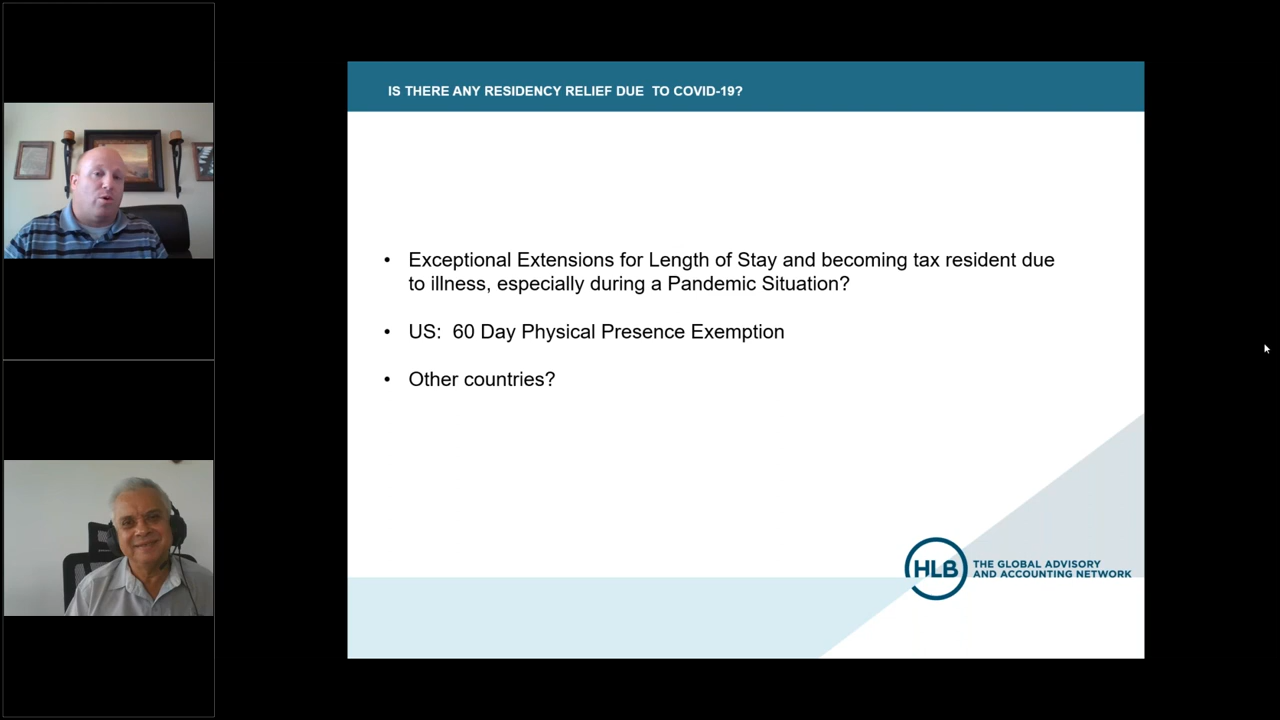 IS THERE ANY RESIDENCY RELIEF DUE  TO COVID-19?
• Exceptional Extensions for Length of Stay and becoming tax resident due
to illness, especially during a Pandemic Situation?
• US:  60 Day Physical Presence Exemption
• Other countries?
HLB
THE GLOBAL ADVISORY
AND ACCOUNTING NETWORK